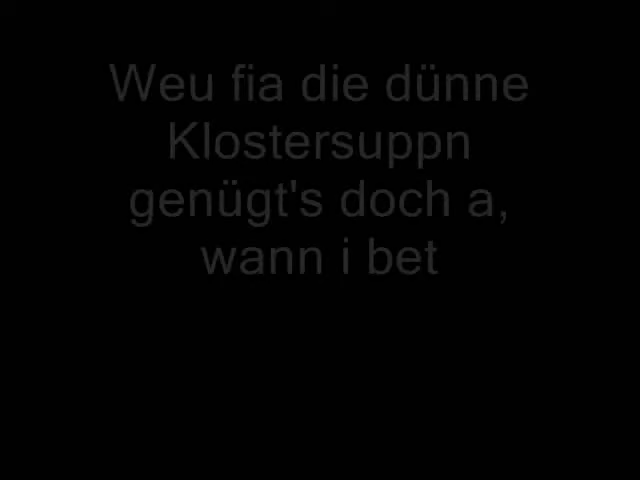 Weu fia die dünne
Klostersuppn
genügt's doch a,
wann i bet